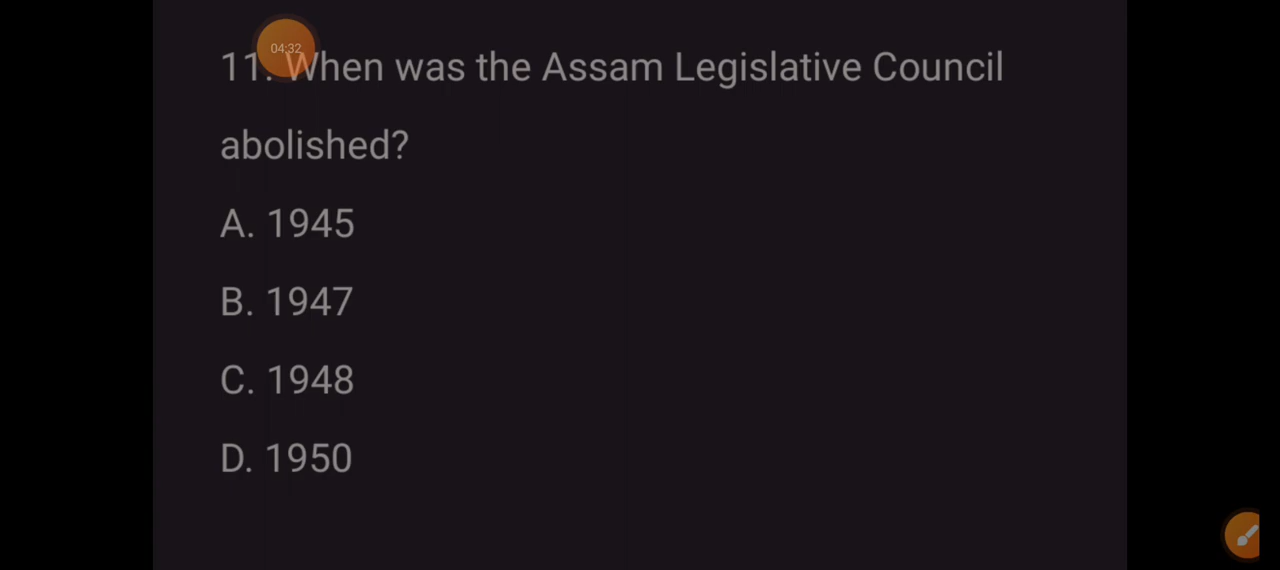 04:32
11. When was the Assam Legislative Council
abolished?
A. 1945
B. 1947
C. 1948
D. 1950